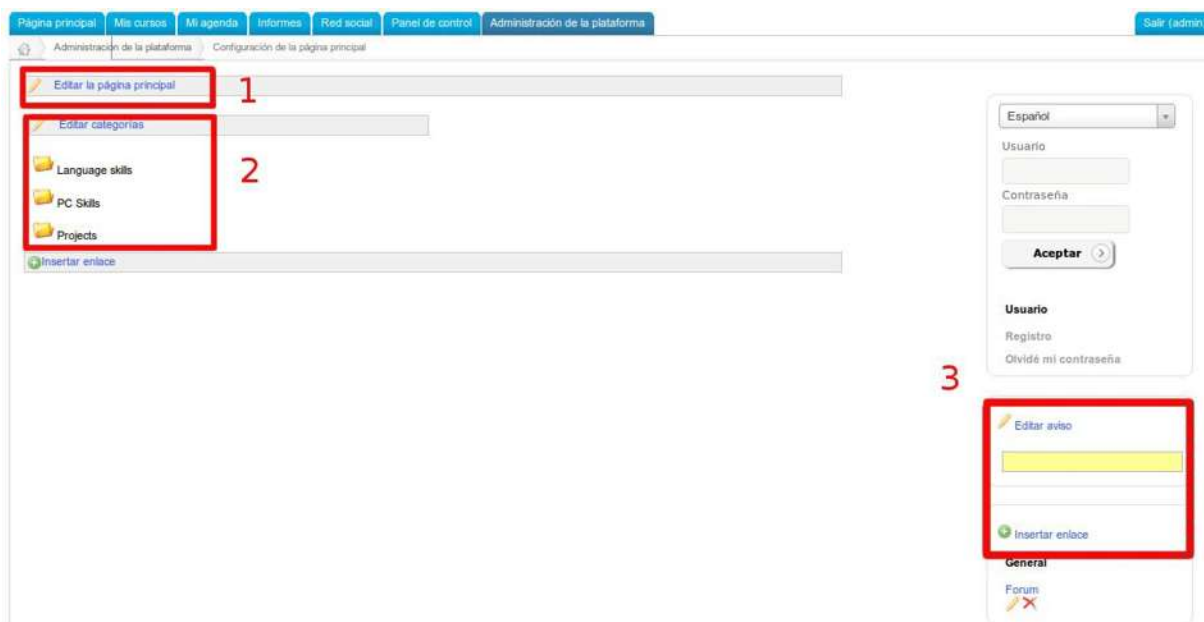 Página principal Mis cursos Mi agenda Informes Red social Panel de control Administración de la plataforma Salir (admin)
Administración de la plataforma Configuración de la página principal
Editar la página principal
1
Editar categorías
2
Language skills
PC Skills
Projects
Insertar enlace
Español
Usuario
Contraseña
Aceptar
Usuario
Registro
Olvidé mi contraseña
3
Editar aviso
Insertar enlace
General
Forum